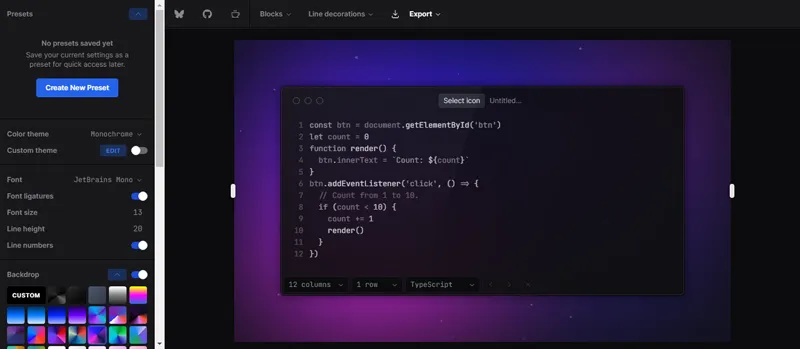 Presets
No presets saved yet
Save your current settings as a
preset for quick access later.
Create New Preset
Color theme
Monochrome
Custom theme
EDIT
Font
JetBrains Mono
Font ligatures
Font size
13
Line height
20
Line numbers
Backdrop
CUSTOM
Blocks
Line decorations
Export
Select icon
Untitled...
1 const btn = document.getElementById('btn')
2 let count = 0
3 function render() {
4 btn.innerText = `Count: ${count}`
5 }
6 btn.addEventListener('click', () => {
7 // Count from 1 to 10.
8 if (count < 10) {
9 count += 1
10 render()
11 }
12 })
12 columns
1 row
TypeScript